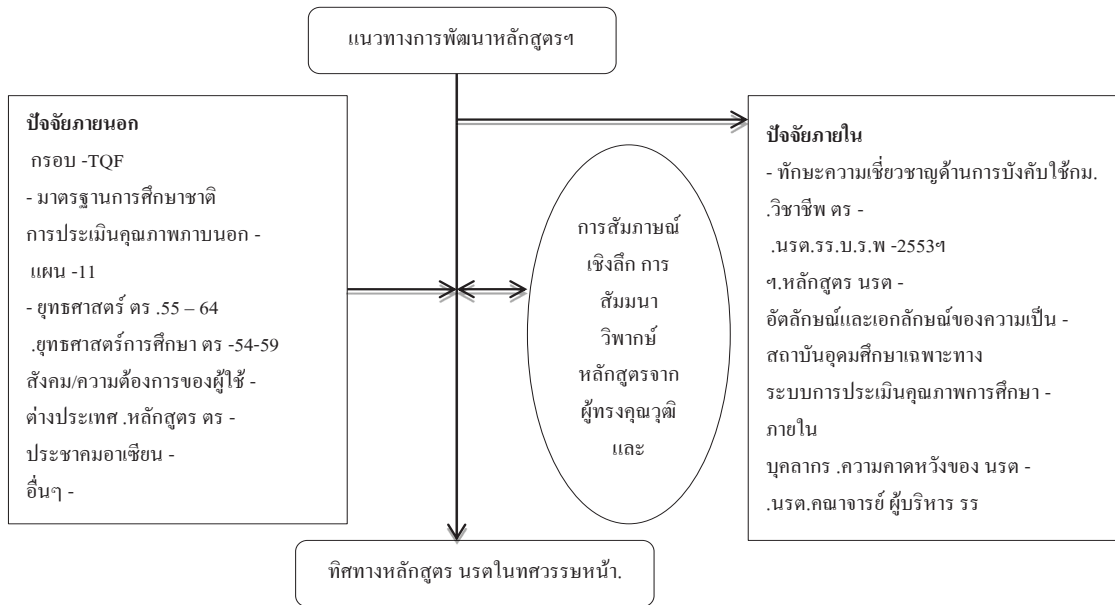 แนวทางการพัฒนาหลักสูตรฯ
ปัจจัยภายนอก
กรอบ -TQF
- มาตรฐานการศึกษาชาติ
การประเมินคุณภาพภาบนอก -
แผน -11
- ยุทธศาสตร์ ตร .55 – 64
.ยุทธศาสตร์การศึกษา ตร -54-59
สังคม/ความต้องการของผู้ใช้ -
ต่างประเทศ .หลักสูตร ตร -
ประชาคมอาเซียน -
อื่นๆ -
การสัมภาษณ์
เชิงลึก การ
สัมมนา
วิพากษ์
หลักสูตรจาก
ผู้ทรงคุณวุฒิ
และ
ปัจจัยภายใน
- ทักษะความเชี่ยวชาญด้านการบังคับใช้กม.
.วิชาชีพ ตร -
.นรต.รร.บ.ร.พ -2553ฯ
ฯ.หลักสูตร นรต -
อัตลักษณ์และเอกลักษณ์ของความเป็น -
สถาบันอุดมศึกษาเฉพาะทาง
ระบบการประเมินคุณภาพการศึกษา -
ภายใน
บุคลากร .ความคาดหวังของ นรต -
.นรต.คณาจารย์ ผู้บริหาร รร
ทิศทางหลักสูตร นรตในทศวรรษหน้า.